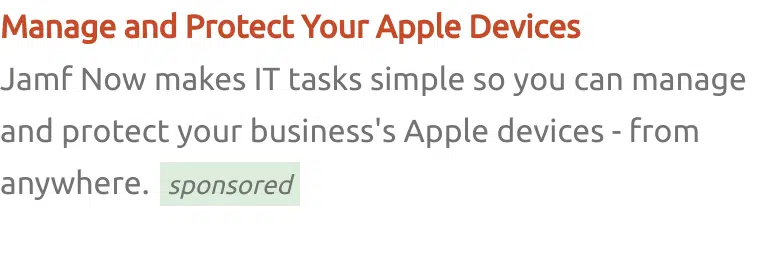 Manage and Protect Your Apple Devices
Jamf Now makes IT tasks simple so you can manage
and protect your business's Apple devices - from
anywhere. sponsored